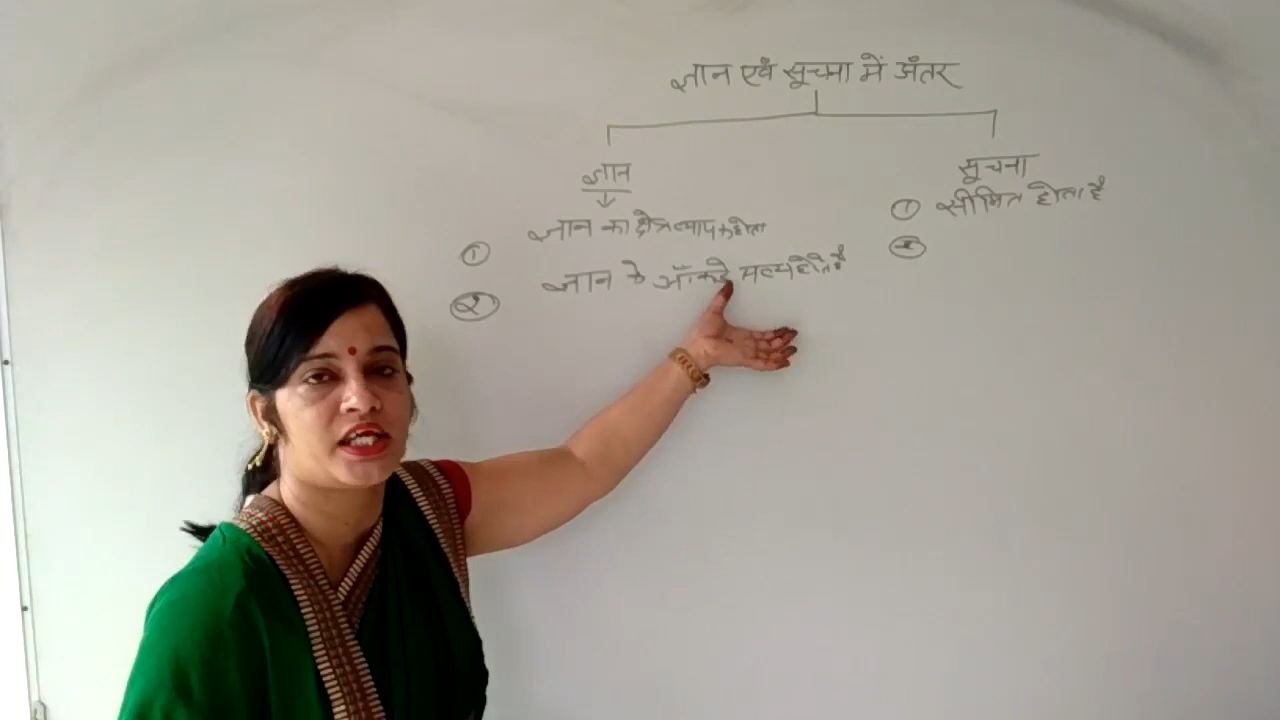 ज्ञान एवं सूचना में अंतर
ज्ञान
① ज्ञान का क्षेत्र व्यापक होता
② ज्ञान के आँकड़े सत्य होते है
सूचना
① सीमित होता है
②